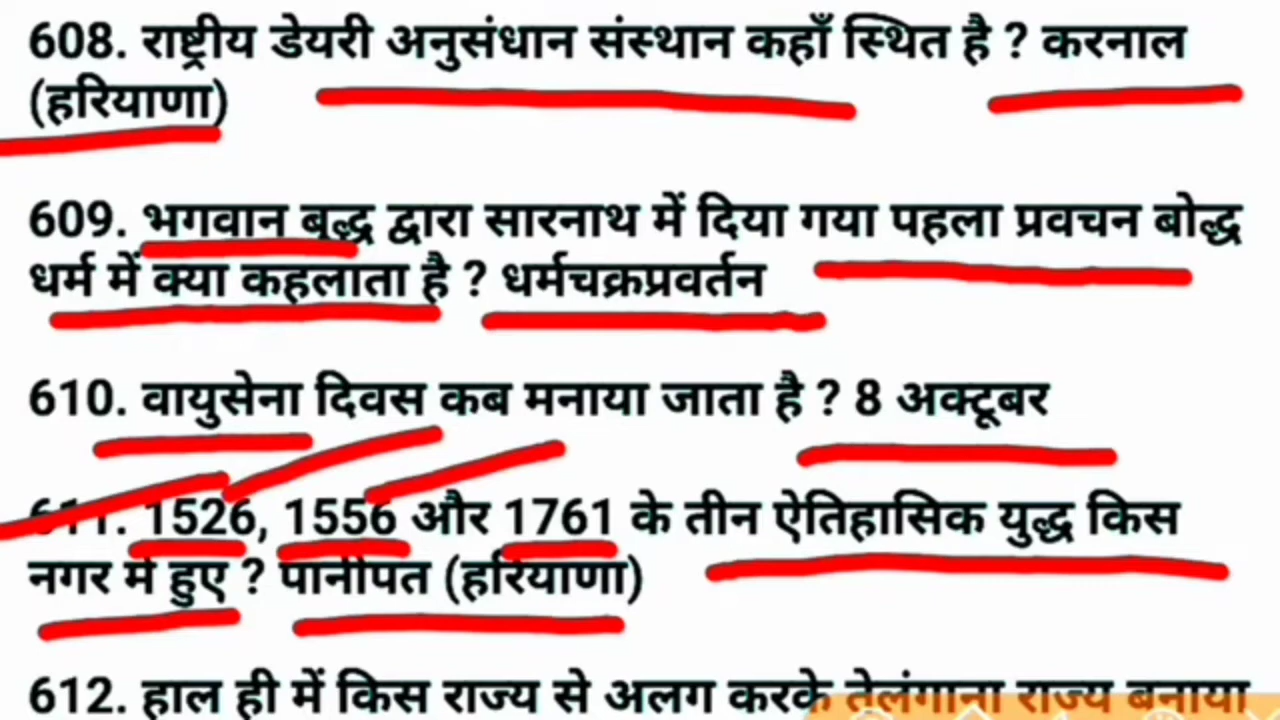 608. राष्ट्रीय डेयरी अनुसंधान संस्थान कहाँ स्थित है ? करनाल
(हरियाणा)
609. भगवान बुद्ध द्वारा सारनाथ में दिया गया पहला प्रवचन बोद्ध
धर्म में क्या कहलाता है ? धर्मचक्रप्रवर्तन
610. वायुसेना दिवस कब मनाया जाता है ? 8 अक्टूबर
611. 1526, 1556 और 1761 के तीन ऐतिहासिक युद्ध किस
नगर में हुए ? पानीपत (हरियाणा)
612. हाल ही में किस राज्य से अलग करके तेलंगाना राज्य बनाया